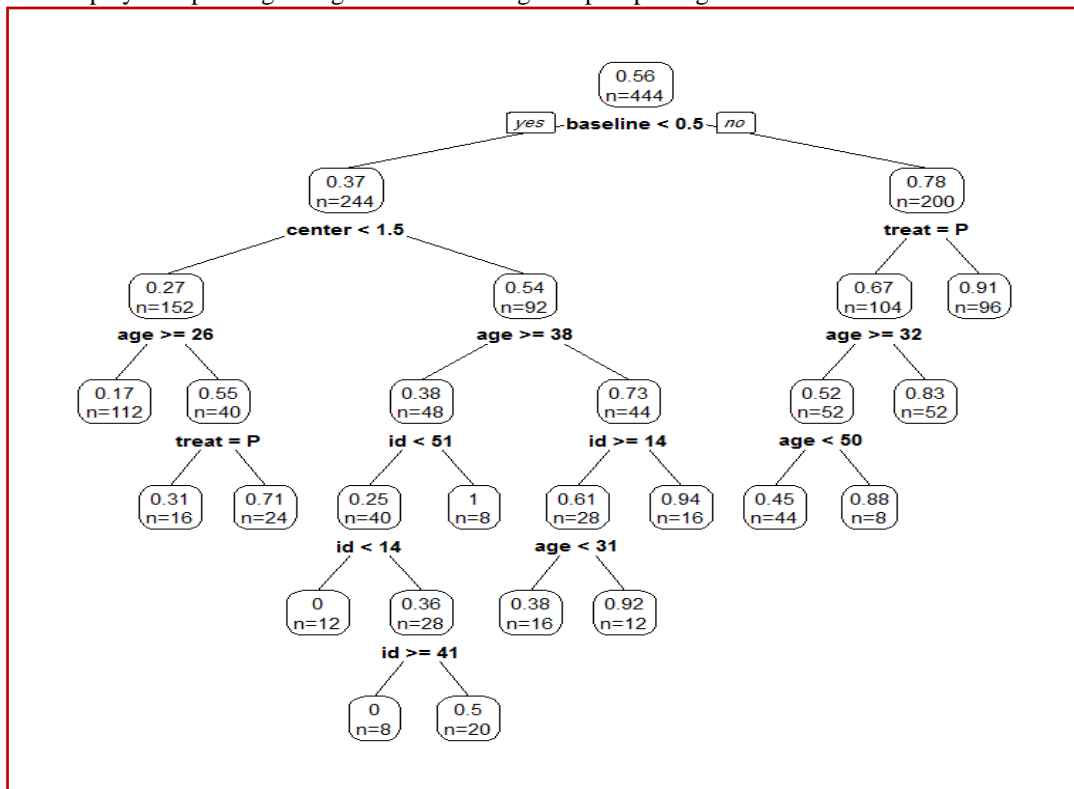 0.56
n=444
yes baseline < 0.5 no
0.37
n=244
0.78
n=200
center < 1.5
treat = P
0.27
n=152
0.54
n=92
0.67
n=104
0.91
n=96
age >= 26
age >= 38
age >= 32
0.17
n=112
0.55
n=40
0.38
n=48
0.73
n=44
0.52
n=52
0.83
n=52
treat = P
id < 51
id >= 14
age < 50
0.31
n=16
0.71
n=24
0.25
n=40
1
n=8
0.61
n=28
0.94
n=16
0.45
n=44
0.88
n=8
id < 14
age < 31
0
n=12
0.36
n=28
0.38
n=16
0.92
n=12
id >= 41
0
n=8
0.5
n=20